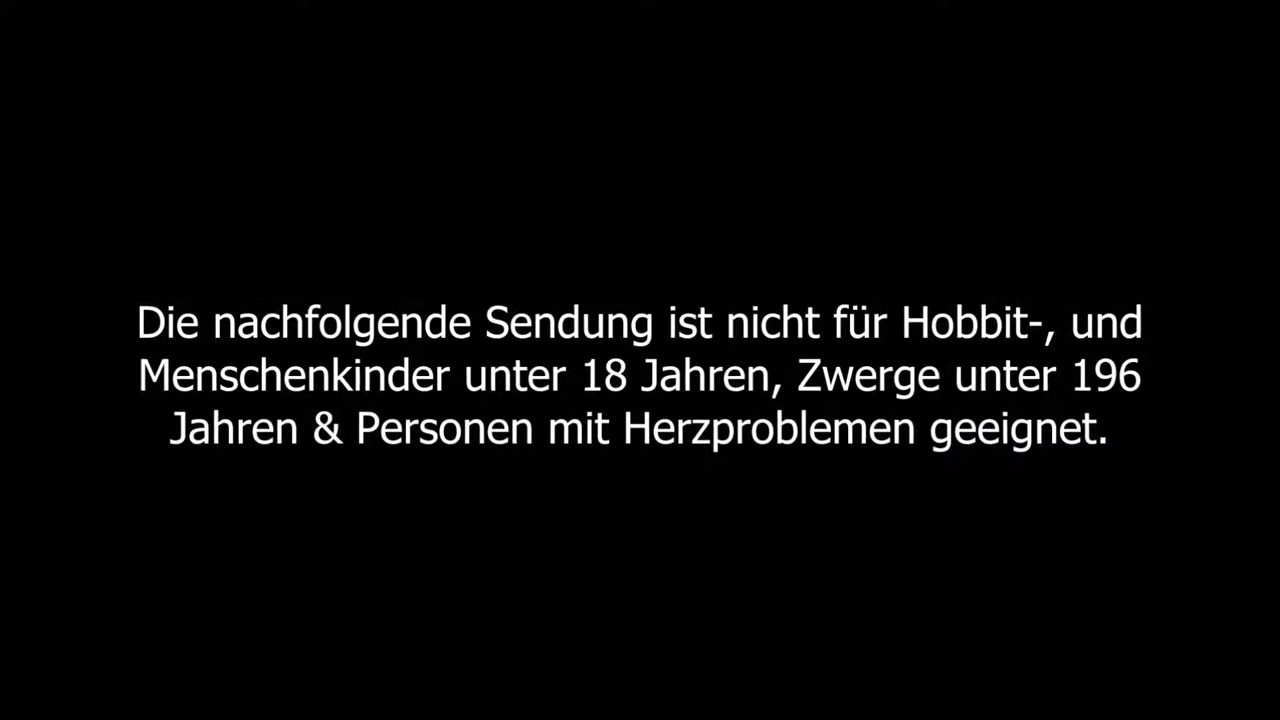 Die nachfolgende Sendung ist nicht für Hobbit-, und
Menschenkinder unter 18 Jahren, Zwerge unter 196
Jahren & Personen mit Herzproblemen geeignet.